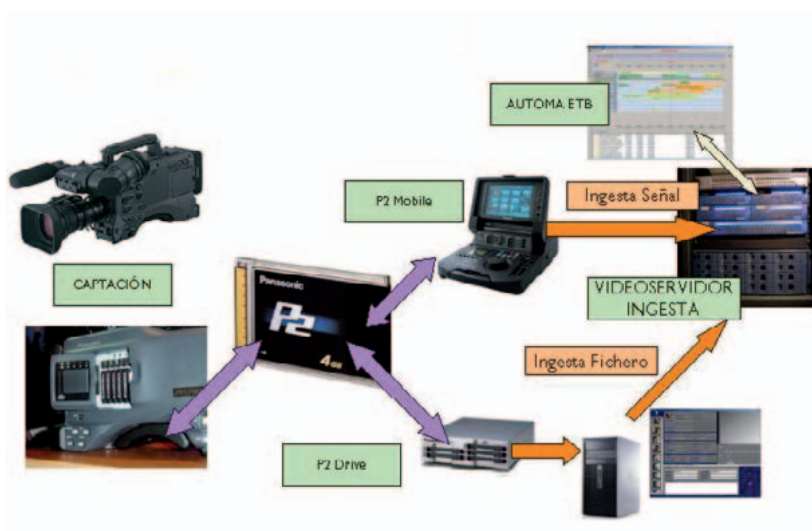 AUTOMA ETB
P2 Mobile
Ingesta Señal
CAPTACIÓN
Panasonic
P2
4GB
VIDEOSERVIDOR
INGESTA
Ingesta Fichero
P2 Drive